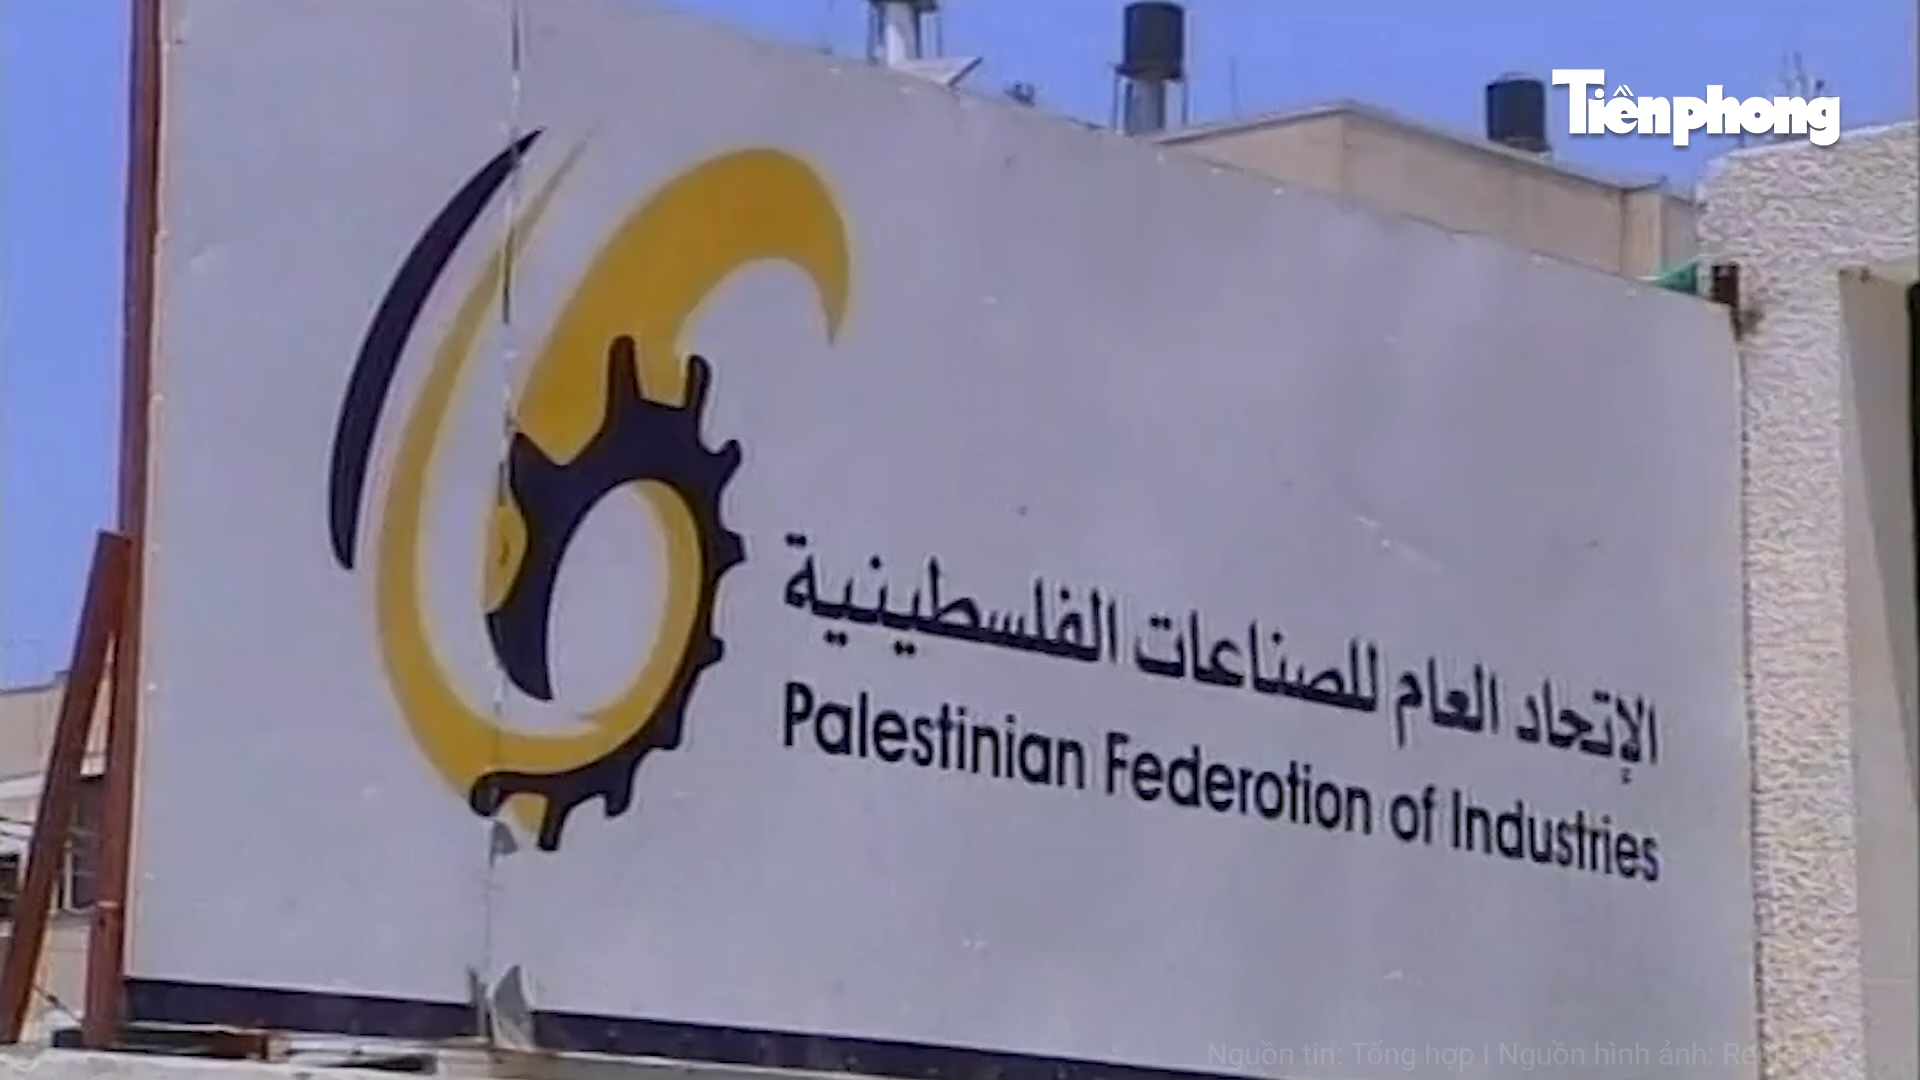 Tiềnphong
الإتحاد العام للصناعات الفلسطينية
Palestinian Federotion of Industries
Nguồn tin: Tổng hợp I Nguồn hình ảnh: